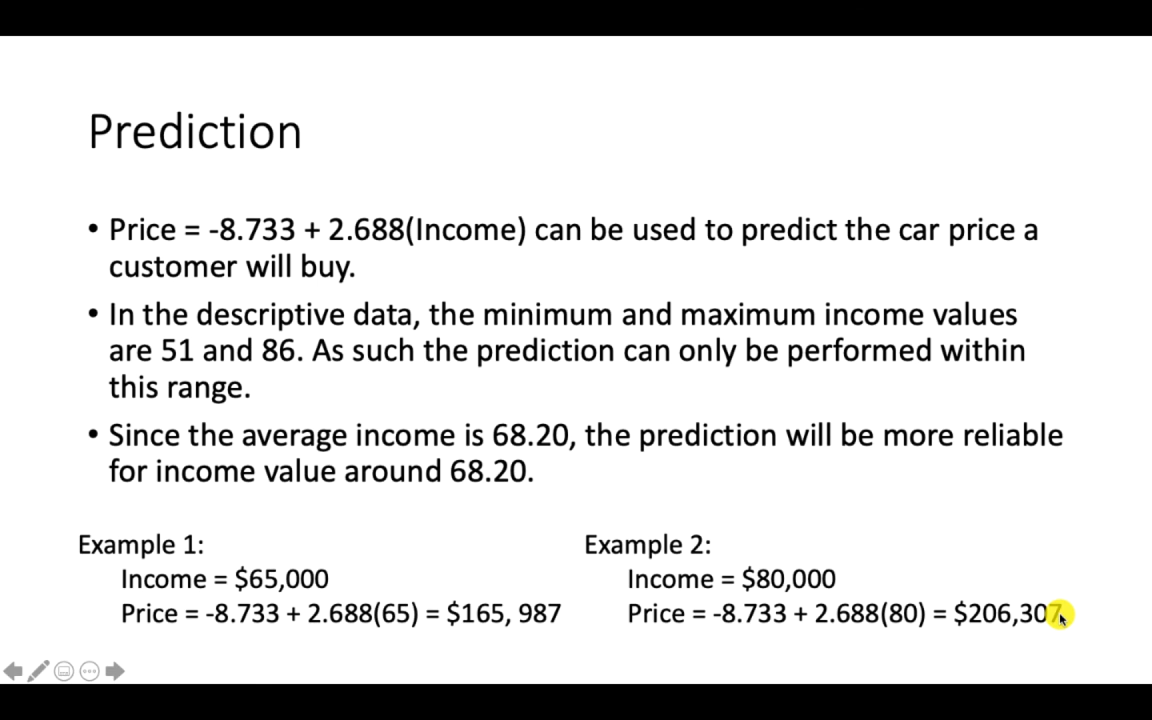 Prediction
• Price = -8.733 + 2.688(Income) can be used to predict the car price a
customer will buy.
• In the descriptive data, the minimum and maximum income values
are 51 and 86. As such the prediction can only be performed within
this range.
• Since the average income is 68.20, the prediction will be more reliable
for income value around 68.20.
Example 1:
Income = $65,000
Price = -8.733 + 2.688(65) = $165, 987
Example 2:
Income = $80,000
Price = -8.733 + 2.688(80) = $206,307